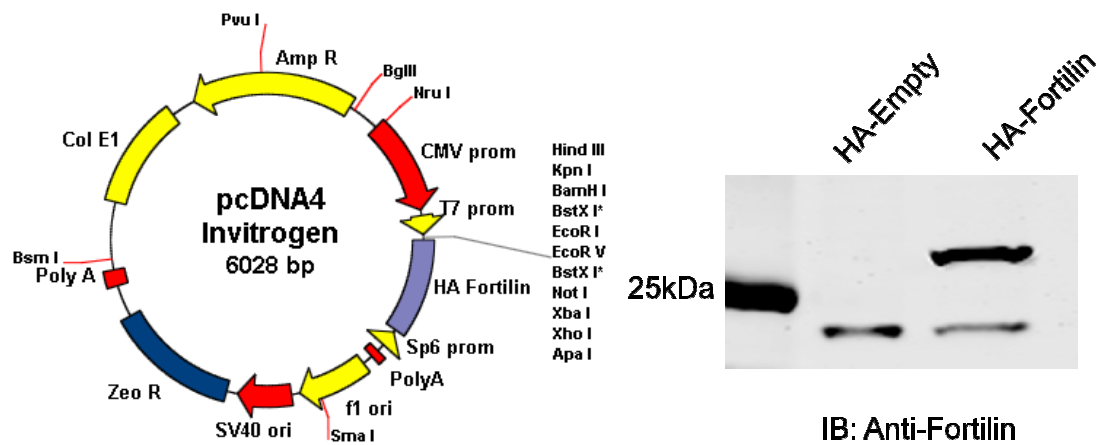 Pvu I
Amp R
BglII
Nru I
Col E1
CMV prom
pcDNA4
Invitrogen
6028 bp
T7 prom
Hind III
Kpn I
BamH I
BstX I*
EcoR I
EcoR V
BstX I*
Not I
Xba I
Xho I
Apa I
Bsm I
Poly A
HA Fortilin
Sp6 prom
PolyA
Zeo R
f1 ori
SV40 ori
Sma I
HA-Empty
HA-Fortilin
25kDa
IB: Anti-Fortilin